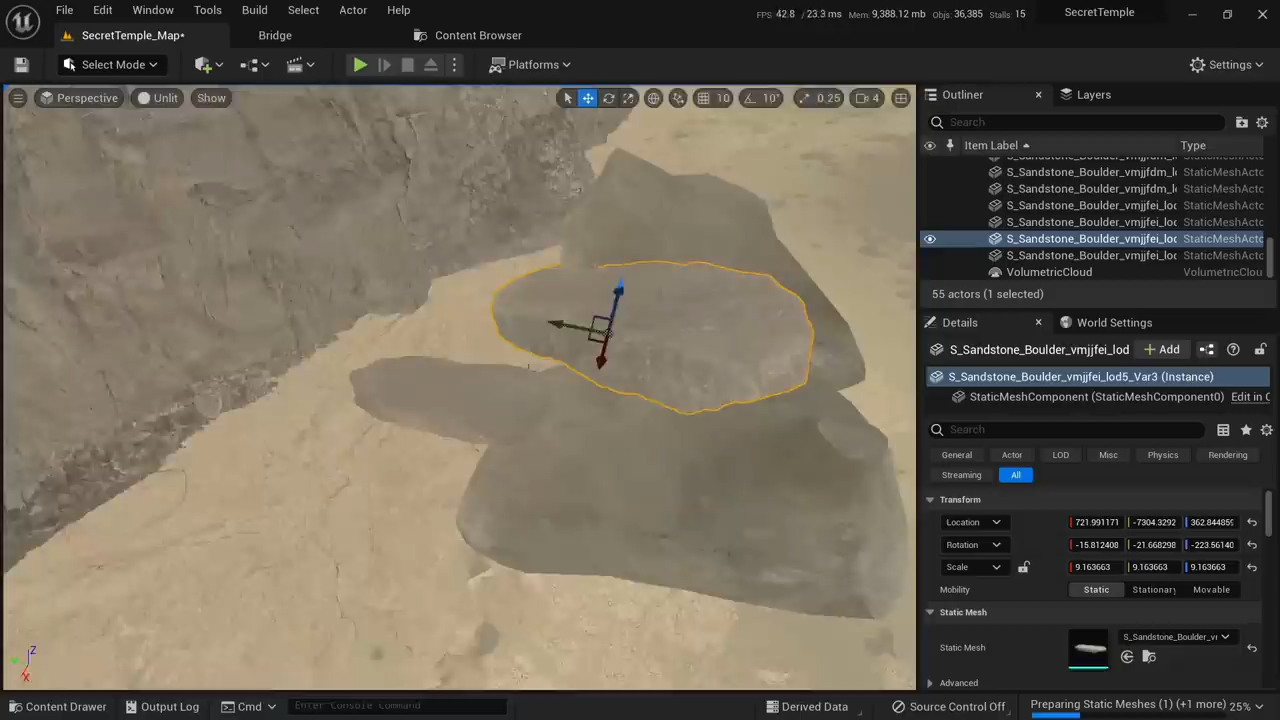 File Edit Window Tools Build Select Actor Help
FPS: 42.8 / 23.3 ms Mem: 9,388.12 mb Objs: 36,385 Stalls: 15
SecretTemple
SecretTemple_Map*
Bridge
Content Browser
Select Mode
Platforms
Settings
Perspective
Unlit
Show
10
10°
0.25
4
Outliner
Layers
Search
Item Label
Type
S_Sandstone_Boulder_vmjjfdm_l StaticMeshActo
S_Sandstone_Boulder_vmjjfdm_l StaticMeshActo
S_Sandstone_Boulder_vmjjfei_loc StaticMeshActo
S_Sandstone_Boulder_vmjjfei_loc StaticMeshActo
S_Sandstone_Boulder_vmjjfei_loc StaticMeshActo
S_Sandstone_Boulder_vmjjfei_loc StaticMeshActo
VolumetricCloud VolumetricClou
55 actors (1 selected)
Details
World Settings
S_Sandstone_Boulder_vmjjfei_lod
Add
S_Sandstone_Boulder_vmjjfei_lod5_Var3 (Instance)
StaticMeshComponent (StaticMeshComponent0) Edit in C
Search
General Actor LOD Misc Physics Rendering
Streaming All
Transform
Location 721.991171 -7304.3292 362.844859
Rotation -15.812408 -21.668298 -223.56140
Scale 9.163663 9.163663 9.163663
Mobility Static Stationary Movable
Static Mesh
Static Mesh S_Sandstone_Boulder_vr
Advanced
Z
X
Content Drawer
Output Log
Cmd
Enter Console Command
Derived Data
Source Control Off
Preparing Static Meshes (1) (+1 more) 25%